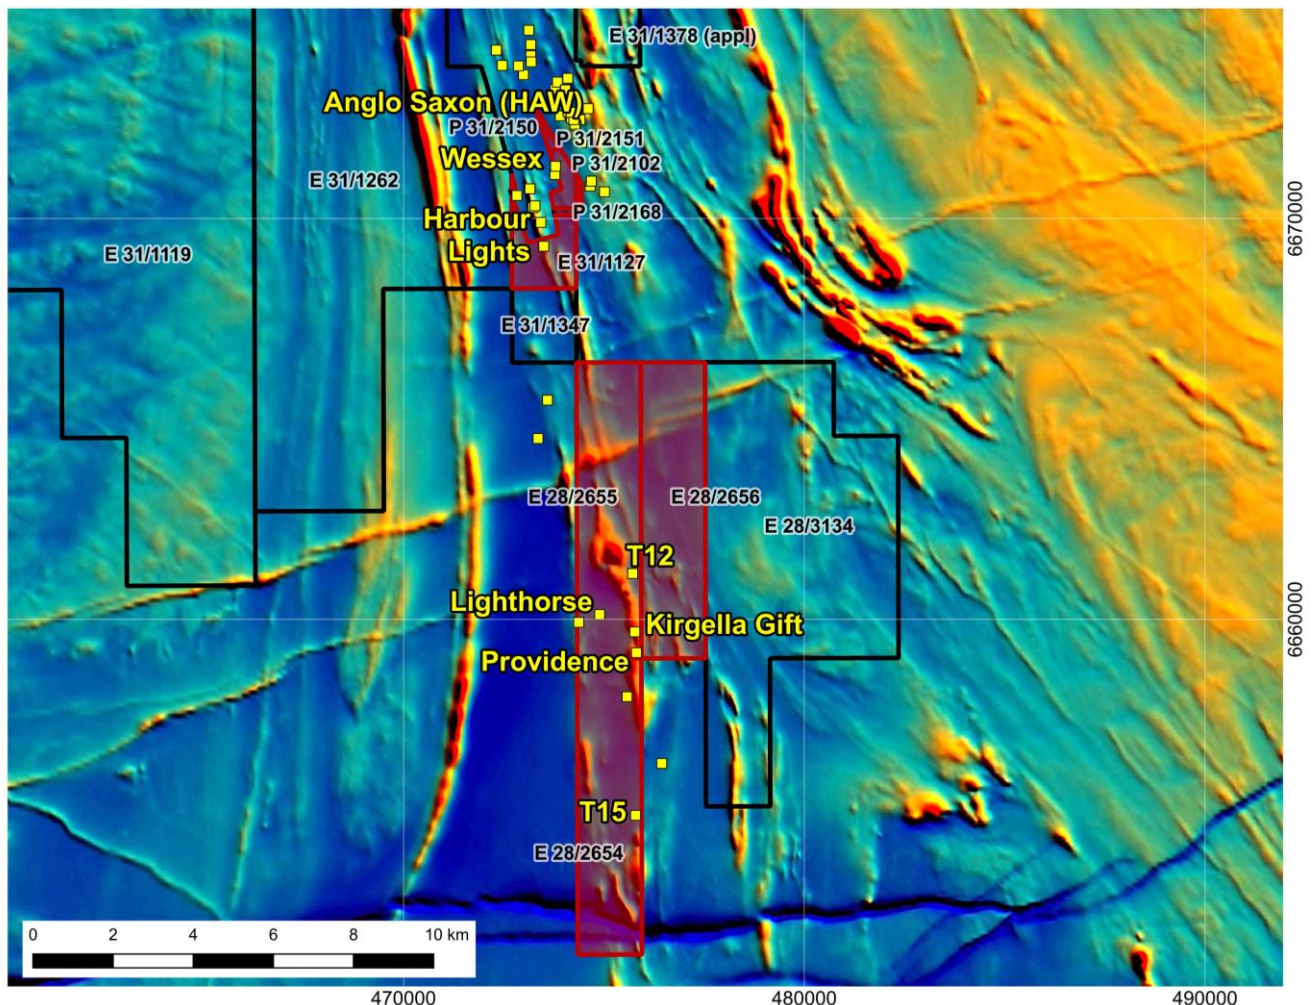 E 31/1378 (appl)
Anglo Saxon (HAW)
P 31/2150
P 31/2151
Wessex
P 31/2102
E 31/1262
P 31/2168
Harbour
Lights
E 31/1119
E 31/1127
6670000
E 31/1347
E 28/2655
E 28/2656
E 28/3134
T12
Lighthorse
Kirgella Gift
6660000
Providence
T15
E 28/2654
0 2 4 6 8 10 km
470000 480000 490000